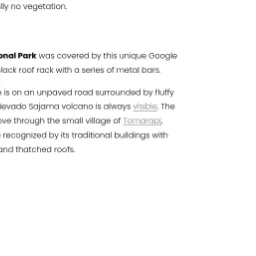 lly no vegetation.
onal Park was covered by this unique Google
lack roof rack with a series of metal bars.
is on an unpaved road surrounded by fluffy
Nevado Sajama volcano is always visible. The
ove through the small village of Tomarapi,
recognized by its traditional buildings with
and thatched roofs.